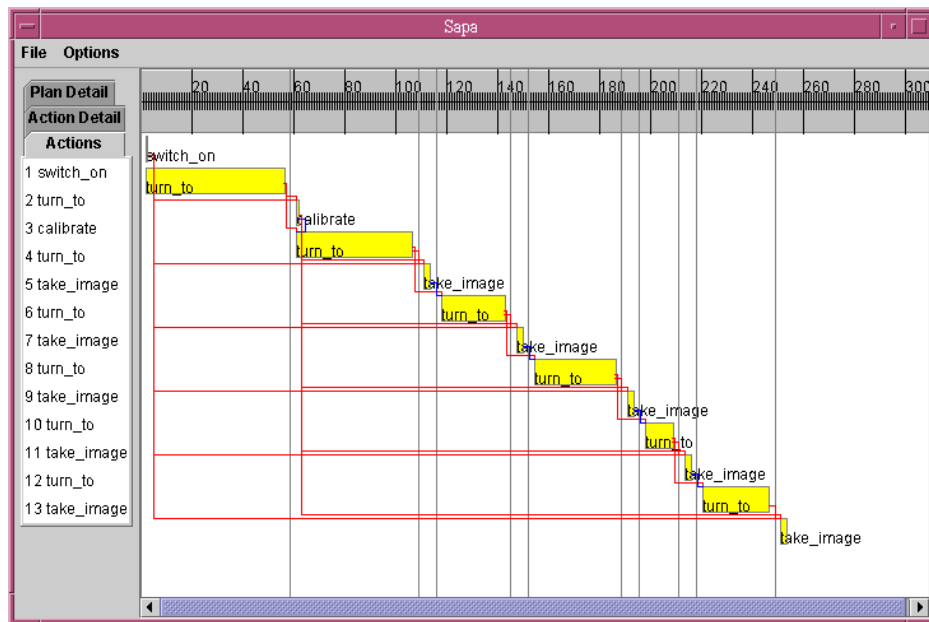 Sapa
File Options
20 40 60 80 100 120 140 160 180 200 220 240 260 280 300
Plan Detail
Action Detail
Actions
1 switch_on
2 turn_to
3 calibrate
4 turn_to
5 take_image
6 turn_to
7 take_image
8 turn_to
9 take_image
10 turn_to
11 take_image
12 turn_to
13 take_image
switch_on
turn_to
calibrate
turn_to
take_image
turn_to
take_image
turn_to
take_image
turn_to
take_image
turn_to
take_image